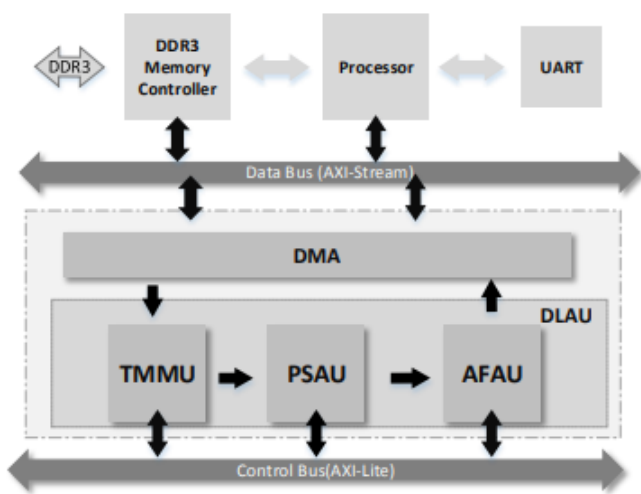 DDR3
DDR3
Memory
Controller
Processor
UART
Data Bus (AXI-Stream)
DMA
DLAU
TMMU
PSAU
AFAU
Control Bus(AXI-Lite)